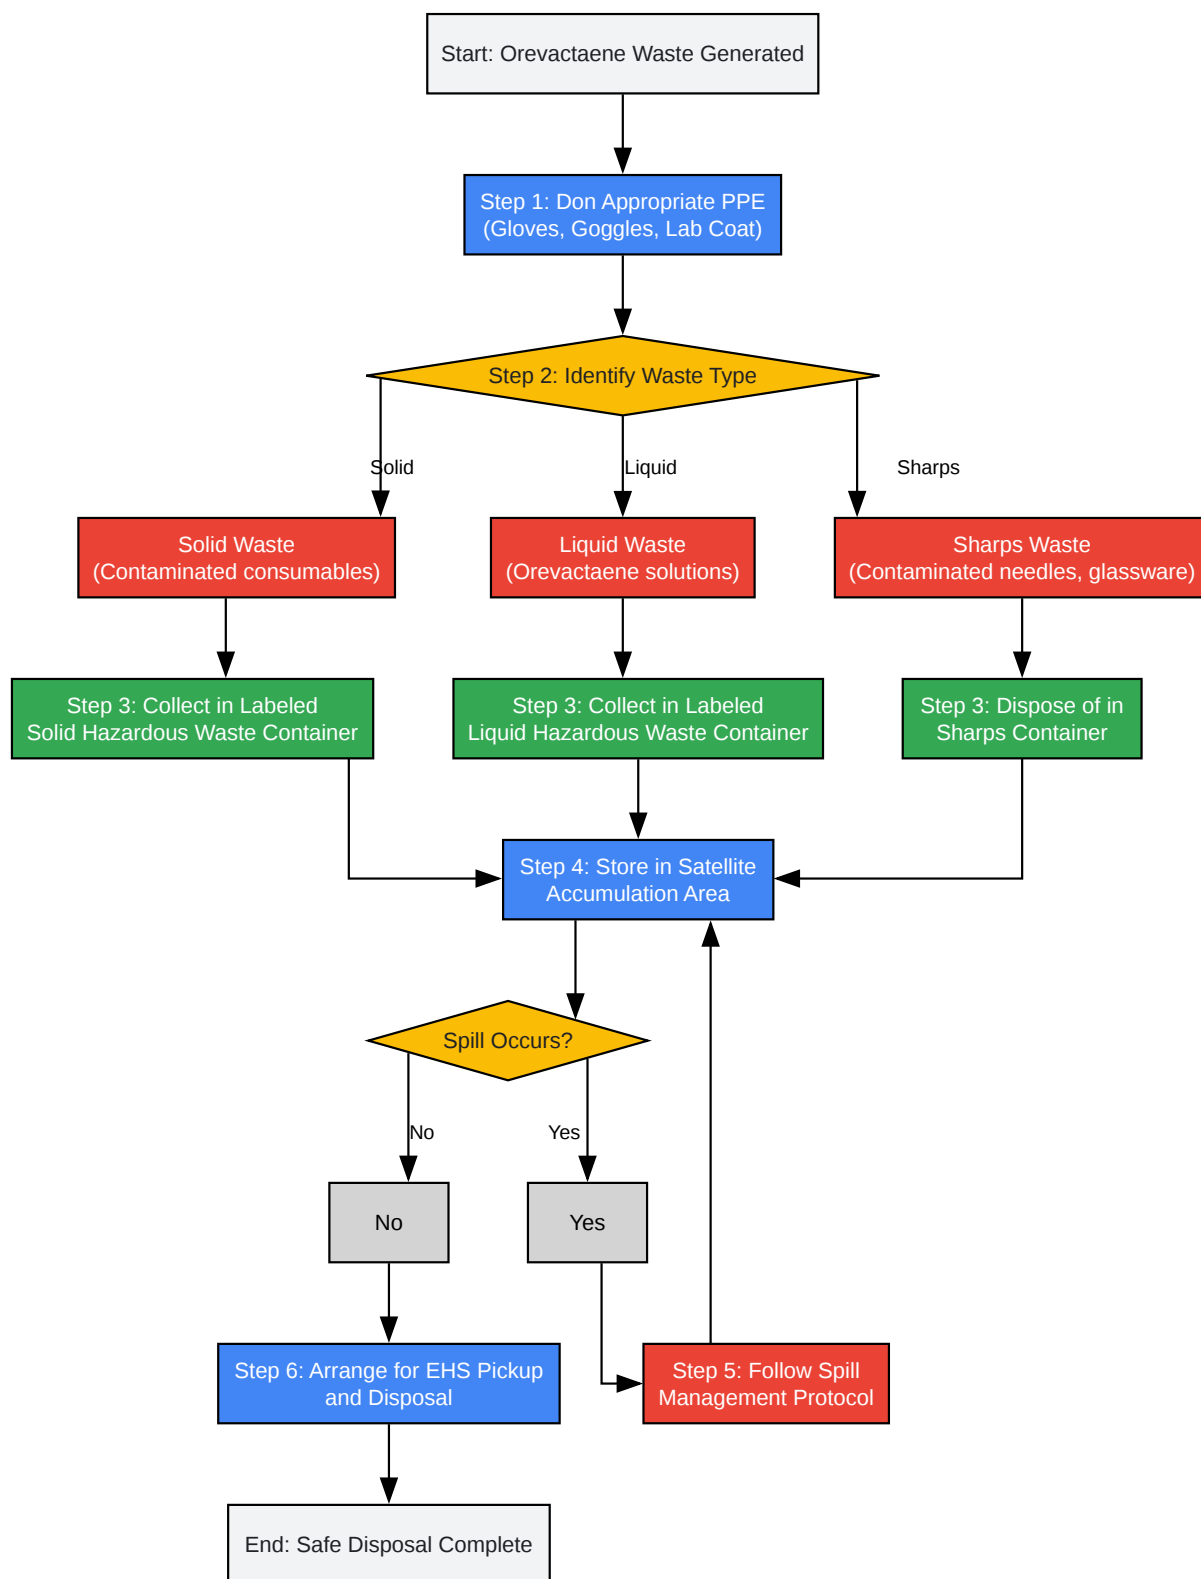 Start: Orevactaene Waste Generated
Step 1: Don Appropriate PPE
(Gloves, Goggles, Lab Coat)
Step 2: Identify Waste Type
Solid
Liquid
Sharps
Solid Waste
(Contaminated consumables)
Liquid Waste
(Orevactaene solutions)
Sharps Waste
(Contaminated needles, glassware)
Step 3: Collect in Labeled
Solid Hazardous Waste Container
Step 3: Collect in Labeled
Liquid Hazardous Waste Container
Step 3: Dispose of in
Sharps Container
Step 4: Store in Satellite
Accumulation Area
Spill Occurs?
No
Yes
No
Yes
Step 6: Arrange for EHS Pickup
and Disposal
Step 5: Follow Spill
Management Protocol
End: Safe Disposal Complete